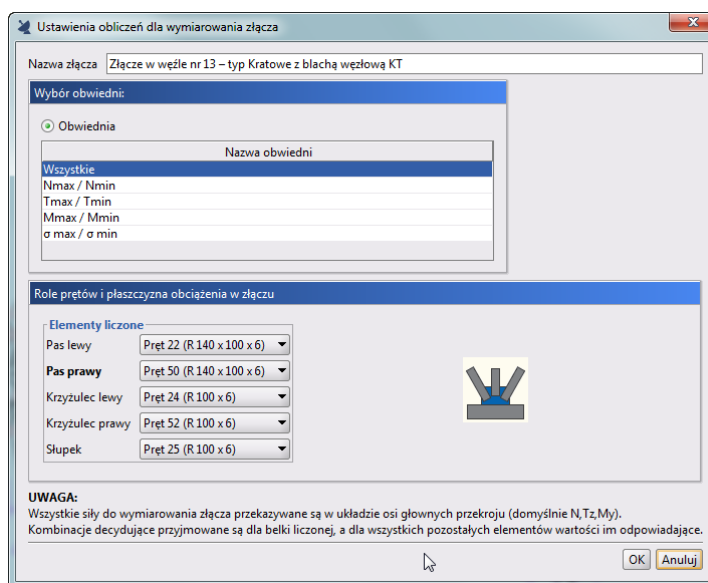 Ustawienia obliczeń dla wymiarowania złącza
x
Nazwa złącza Złącze w węźle nr 13 – typ Kratowe z blachą węzłową KT
Wybór obwiedni:
Obwiednia
Nazwa obwiedni
Wszystkie
Nmax / Nmin
Tmax / Tmin
Mmax / Mmin
σ max / σ min
Role prętów i płaszczyzna obciążenia w złączu
Elementy liczone
Pas lewy Pręt 22 (R 140 x 100 x 6)
Pas prawy Pręt 50 (R 140 x 100 x 6)
Krzyżulec lewy Pręt 24 (R 100 x 6)
Krzyżulec prawy Pręt 52 (R 100 x 6)
Słupek Pręt 25 (R 100 x 6)
UWAGA:
Wszystkie siły do wymiarowania złącza przekazywane są w układzie osi głownych przekroju (domyślnie N,Tz,My).
Kombinacje decydujące przyjmowane są dla belki liczonej, a dla wszystkich pozostałych elementów wartości im odpowiadające.
OK Anuluj